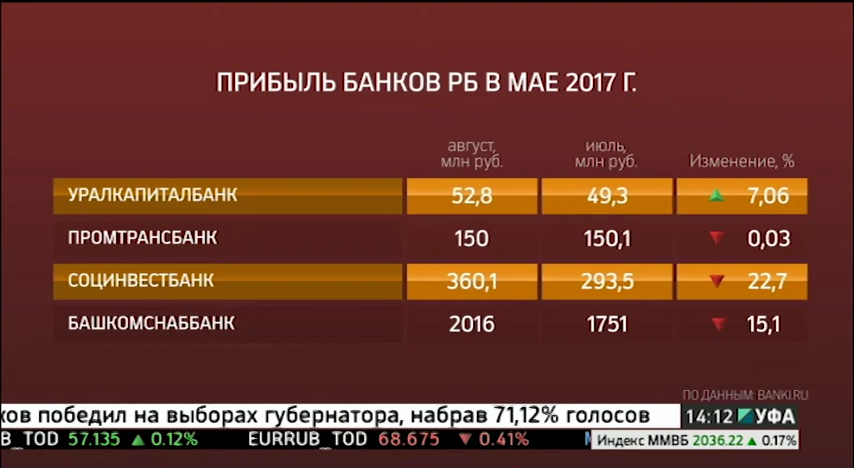 ПРИБЫЛЬ БАНКОВ РБ В МАЕ 2017 Г.
август, млн руб. июль, млн руб. Изменение, %
УРАЛКАПИТАЛБАНК 52,8 49,3 7,06
ПРОМТРАНСБАНК 150 150,1 0,03
СОЦИНВЕСТБАНК 360,1 293,5 22,7
БАШКОМСНАББАНК 2016 1751 15,1
ПО ДАННЫМ: BANKI.RU
ков победил на выборах губернатора, набрав 71,12% голосов 14:12 УФА
B_TOD 57.135 ▲ 0.12% EURRUB_TOD 68.675 ▼ 0.41% Индекс ММВБ 2036.22 ▲ 0.17%